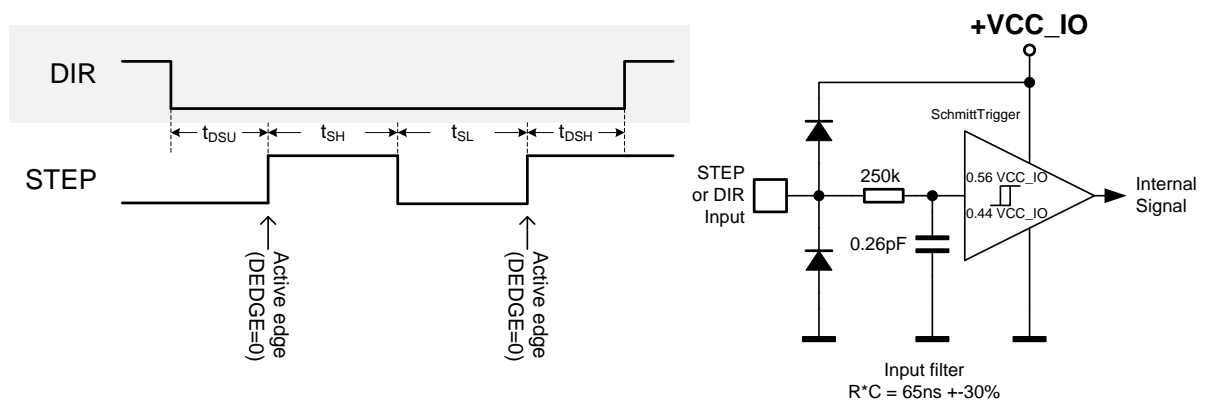 DIR
tDSU
tSH
tSL
tDSH
STEP
Active edge
(DEDGE=0)
Active edge
(DEDGE=0)
+VCC_IO
SchmittTrigger
STEP
or DIR
Input
250k
0.26pF
0.56 VCC_IO
0.44 VCC_IO
Internal
Signal
Input filter
R*C = 65ns +-30%